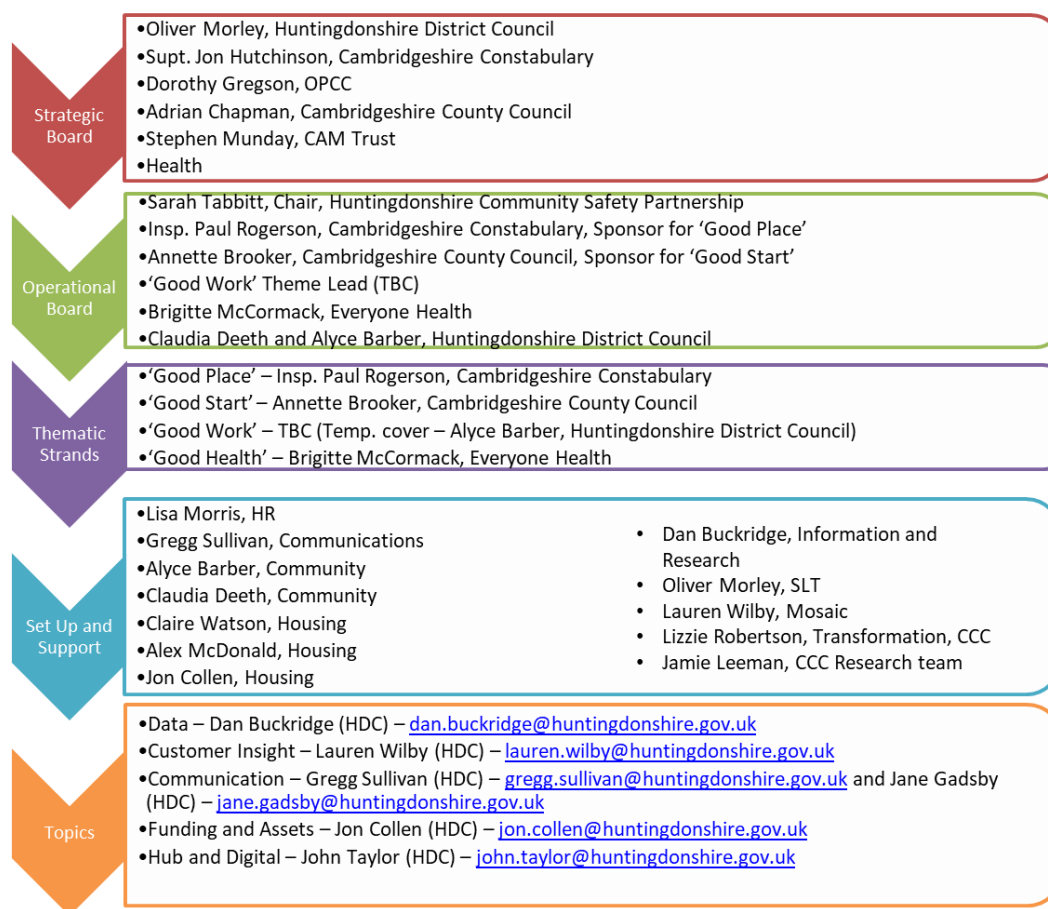 Strategic
Board
•Oliver Morley, Huntingdonshire District Council
•Supt. Jon Hutchinson, Cambridgeshire Constabulary
•Dorothy Gregson, OPCC
•Adrian Chapman, Cambridgeshire County Council
•Stephen Munday, CAM Trust
•Health
Operational
Board
•Sarah Tabbitt, Chair, Huntingdonshire Community Safety Partnership
•Insp. Paul Rogerson, Cambridgeshire Constabulary, Sponsor for ‘Good Place’
•Annette Brooker, Cambridgeshire County Council, Sponsor for ‘Good Start’
•‘Good Work’ Theme Lead (TBC)
•Brigitte McCormack, Everyone Health
•Claudia Deeth and Alyce Barber, Huntingdonshire District Council
Thematic
Strands
•‘Good Place’ – Insp. Paul Rogerson, Cambridgeshire Constabulary
•‘Good Start’ – Annette Brooker, Cambridgeshire County Council
•‘Good Work’ – TBC (Temp. cover – Alyce Barber, Huntingdonshire District Council)
•‘Good Health’ – Brigitte McCormack, Everyone Health
Set Up and
Support
•Lisa Morris, HR
•Gregg Sullivan, Communications
•Alyce Barber, Community
•Claudia Deeth, Community
•Claire Watson, Housing
•Alex McDonald, Housing
•Jon Collen, Housing
• Dan Buckridge, Information and
Research
• Oliver Morley, SLT
• Lauren Wilby, Mosaic
• Lizzie Robertson, Transformation, CCC
• Jamie Leeman, CCC Research team
Topics
•Data – Dan Buckridge (HDC) – dan.buckridge@huntingdonshire.gov.uk
•Customer Insight – Lauren Wilby (HDC) – lauren.wilby@huntingdonshire.gov.uk
•Communication – Gregg Sullivan (HDC) – gregg.sullivan@huntingdonshire.gov.uk and Jane Gadsby
(HDC) – jane.gadsby@huntingdonshire.gov.uk
•Funding and Assets – Jon Collen (HDC) – jon.collen@huntingdonshire.gov.uk
•Hub and Digital – John Taylor (HDC) – john.taylor@huntingdonshire.gov.uk